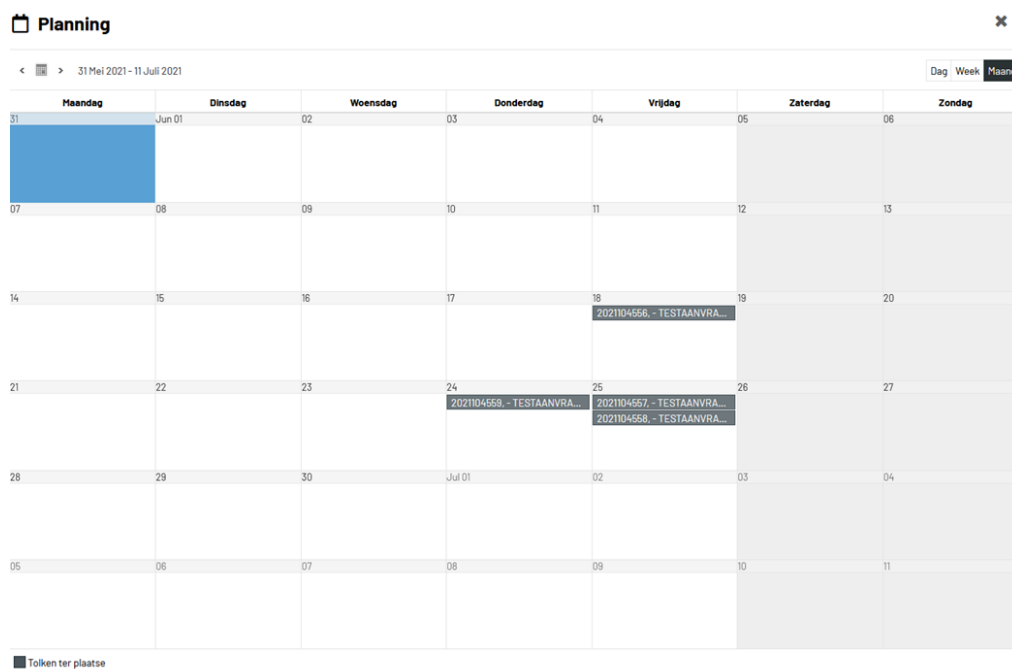 Planning
31 Mei 2021 - 11 Juli 2021
Dag Week Maan
Maandag Dinsdag Woensdag Donderdag Vrijdag Zaterdag Zondag
31 Jun 01 02 03 04 05 06
07 08 09 10 11 12 13
14 15 16 17 18 19 20
2021104556, - TESTAANVRA...
21 22 23 24 25 26 27
2021104559, - TESTAANVRA... 2021104557, - TESTAANVRA...
2021104558, - TESTAANVRA...
28 29 30 Jul 01 02 03 04
05 06 07 08 09 10 11
Tolken ter plaatse